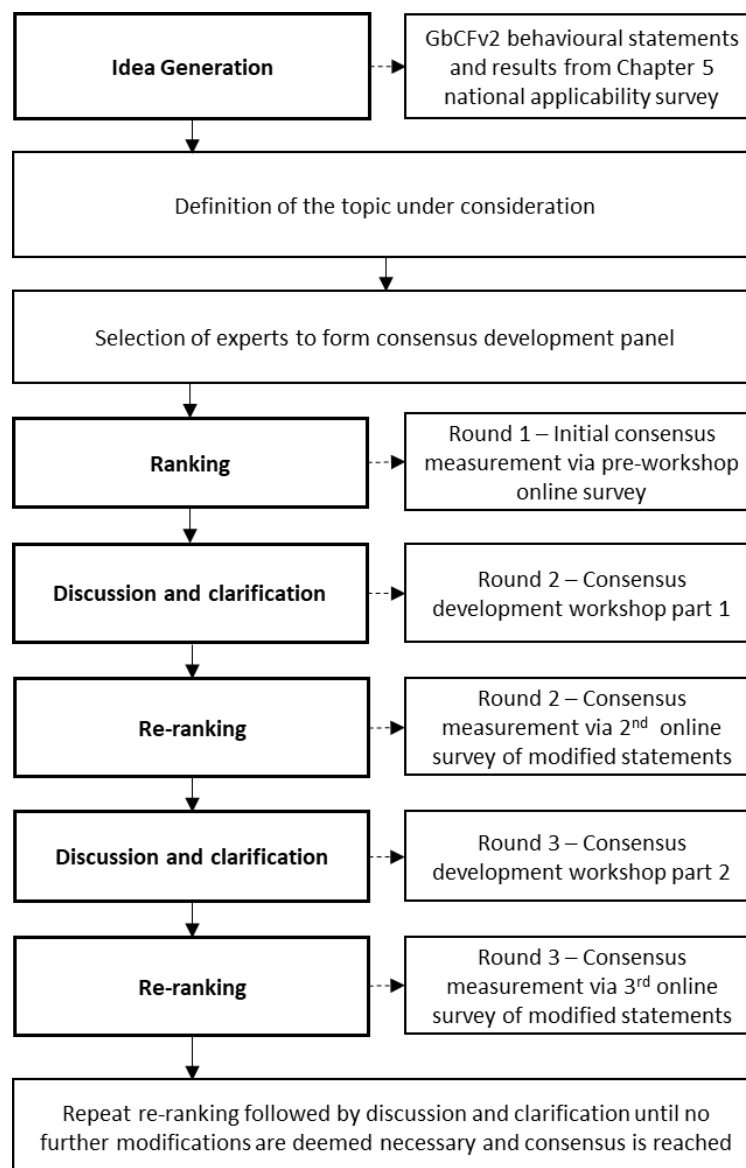 Idea Generation
GbCFv2 behavioural statements
and results from Chapter 5
national applicability survey
Definition of the topic under consideration
Selection of experts to form consensus development panel
Ranking
Round 1 – Initial consensus
measurement via pre-workshop
online survey
Discussion and clarification
Round 2 – Consensus
development workshop part 1
Re-ranking
Round 2 – Consensus
measurement via 2nd online
survey of modified statements
Discussion and clarification
Round 3 – Consensus
development workshop part 2
Re-ranking
Round 3 – Consensus
measurement via 3rd online
survey of modified statements
Repeat re-ranking followed by discussion and clarification until no
further modifications are deemed necessary and consensus is reached